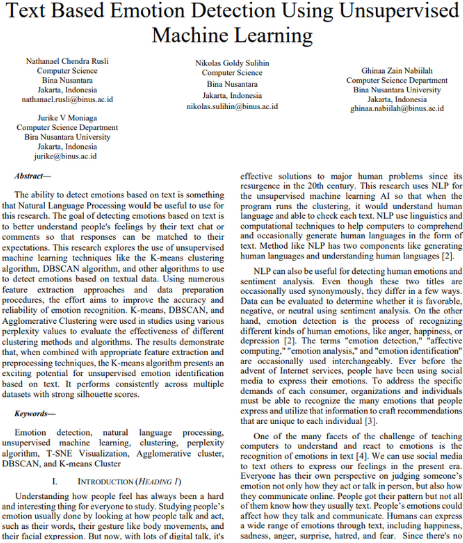 Text Based Emotion Detection Using Unsupervised
Machine Learning
Nathanael Chendra Rusli
Computer Science
Bina Nusantara
Jakarta, Indonesia
nathanael.rusli@binus.ac.id
Nikolas Goldy Sulihin
Computer Science
Bina Nusantara
Jakarta, Indonesia
nikolas.sulihin@binus.ac.id
Ghinaa Zain Nabiilah
Computer Science Department
Bina Nusantara University
Jakarta, Indonesia
ghinaa.nabiilah@binus.ac.id
Jurike V Moniaga
Computer Science Department
Bina Nusantara University
Jakarta, Indonesia
jurike@binus.ac.id
Abstract—
The ability to detect emotions based on text is something
that Natural Language Processing would be useful to use for
this research. The goal of detecting emotions based on text is
to better understand people's feelings by their text chat or
comments so that responses can be matched to their
expectations. This research explores the use of unsupervised
machine learning techniques like the K-means clustering
algorithm, DBSCAN algorithm, and other algorithms to use
to detect emotions based on textual data. Using numerous
feature extraction approaches and data preparation
procedures, the effort aims to improve the accuracy and
reliability of emotion recognition. K-means, DBSCAN, and
Agglomerative Clustering were used in studies using various
perplexity values to evaluate the effectiveness of different
clustering methods and algorithms. The results demonstrate
that, when combined with appropriate feature extraction and
preprocessing techniques, the K-means algorithm presents an
exciting potential for unsupervised emotion identification
based on text. It performs consistently across multiple
datasets with strong silhouette scores.
Keywords—
Emotion detection, natural language processing,
unsupervised machine learning, clustering, perplexity
algorithm, T-SNE Visualization, Agglomerative cluster,
DBSCAN, and K-means Cluster
I. INTRODUCTION (HEADING 1)
Understanding how people feel has always been a hard
and interesting thing for everyone to study. Studying people's
emotion usually done by looking at how people talk and act,
such as their words, their gesture like body movements, and
their facial expression. But now, with lots of digital talk, it's
effective solutions to major human problems since its
resurgence in the 20th century. This research uses NLP for
the unsupervised machine learning AI so that when the
program runs the clustering, it would understand human
language and able to check each text. NLP use linguistics and
computational techniques to help computers to comprehend
and occasionally generate human languages in the form of
text. Method like NLP has two components like generating
human languages and understanding human languages [2].
NLP can also be useful for detecting human emotions and
sentiment analysis. Even though these two titles are
occasionally used synonymously, they differ in a few ways.
Data can be evaluated to determine whether it is favorable,
negative, or neutral using sentiment analysis. On the other
hand, emotion detection is the process of recognizing
different kinds of human emotions, like anger, happiness, or
depression [2]. The terms "emotion detection," "affective
computing," "emotion analysis," and "emotion identification"
are occasionally used interchangeably. Ever before the
advent of Internet services, people have been using social
media to express their emotions. To address the specific
demands of each consumer, organizations and individuals
must be able to recognize the many emotions that people
express and utilize that information to craft recommendations
that are unique to each individual [3].
One of the many facets of the challenge of teaching
computers to understand and react to emotions is the
recognition of emotions in text [4]. We can use social media
to text others to express our feelings in the present era.
Everyone has their own perspective on judging someone's
emotion not only how they act or talk in person, but also how
they communicate online. People got their pattern but not all
of them know how they usually text. People's emotions could
affect how they talk and communicate. Humans can express
a wide range of emotions through text, including happiness,
sadness, anger, surprise, hatred, and fear. Since there's no